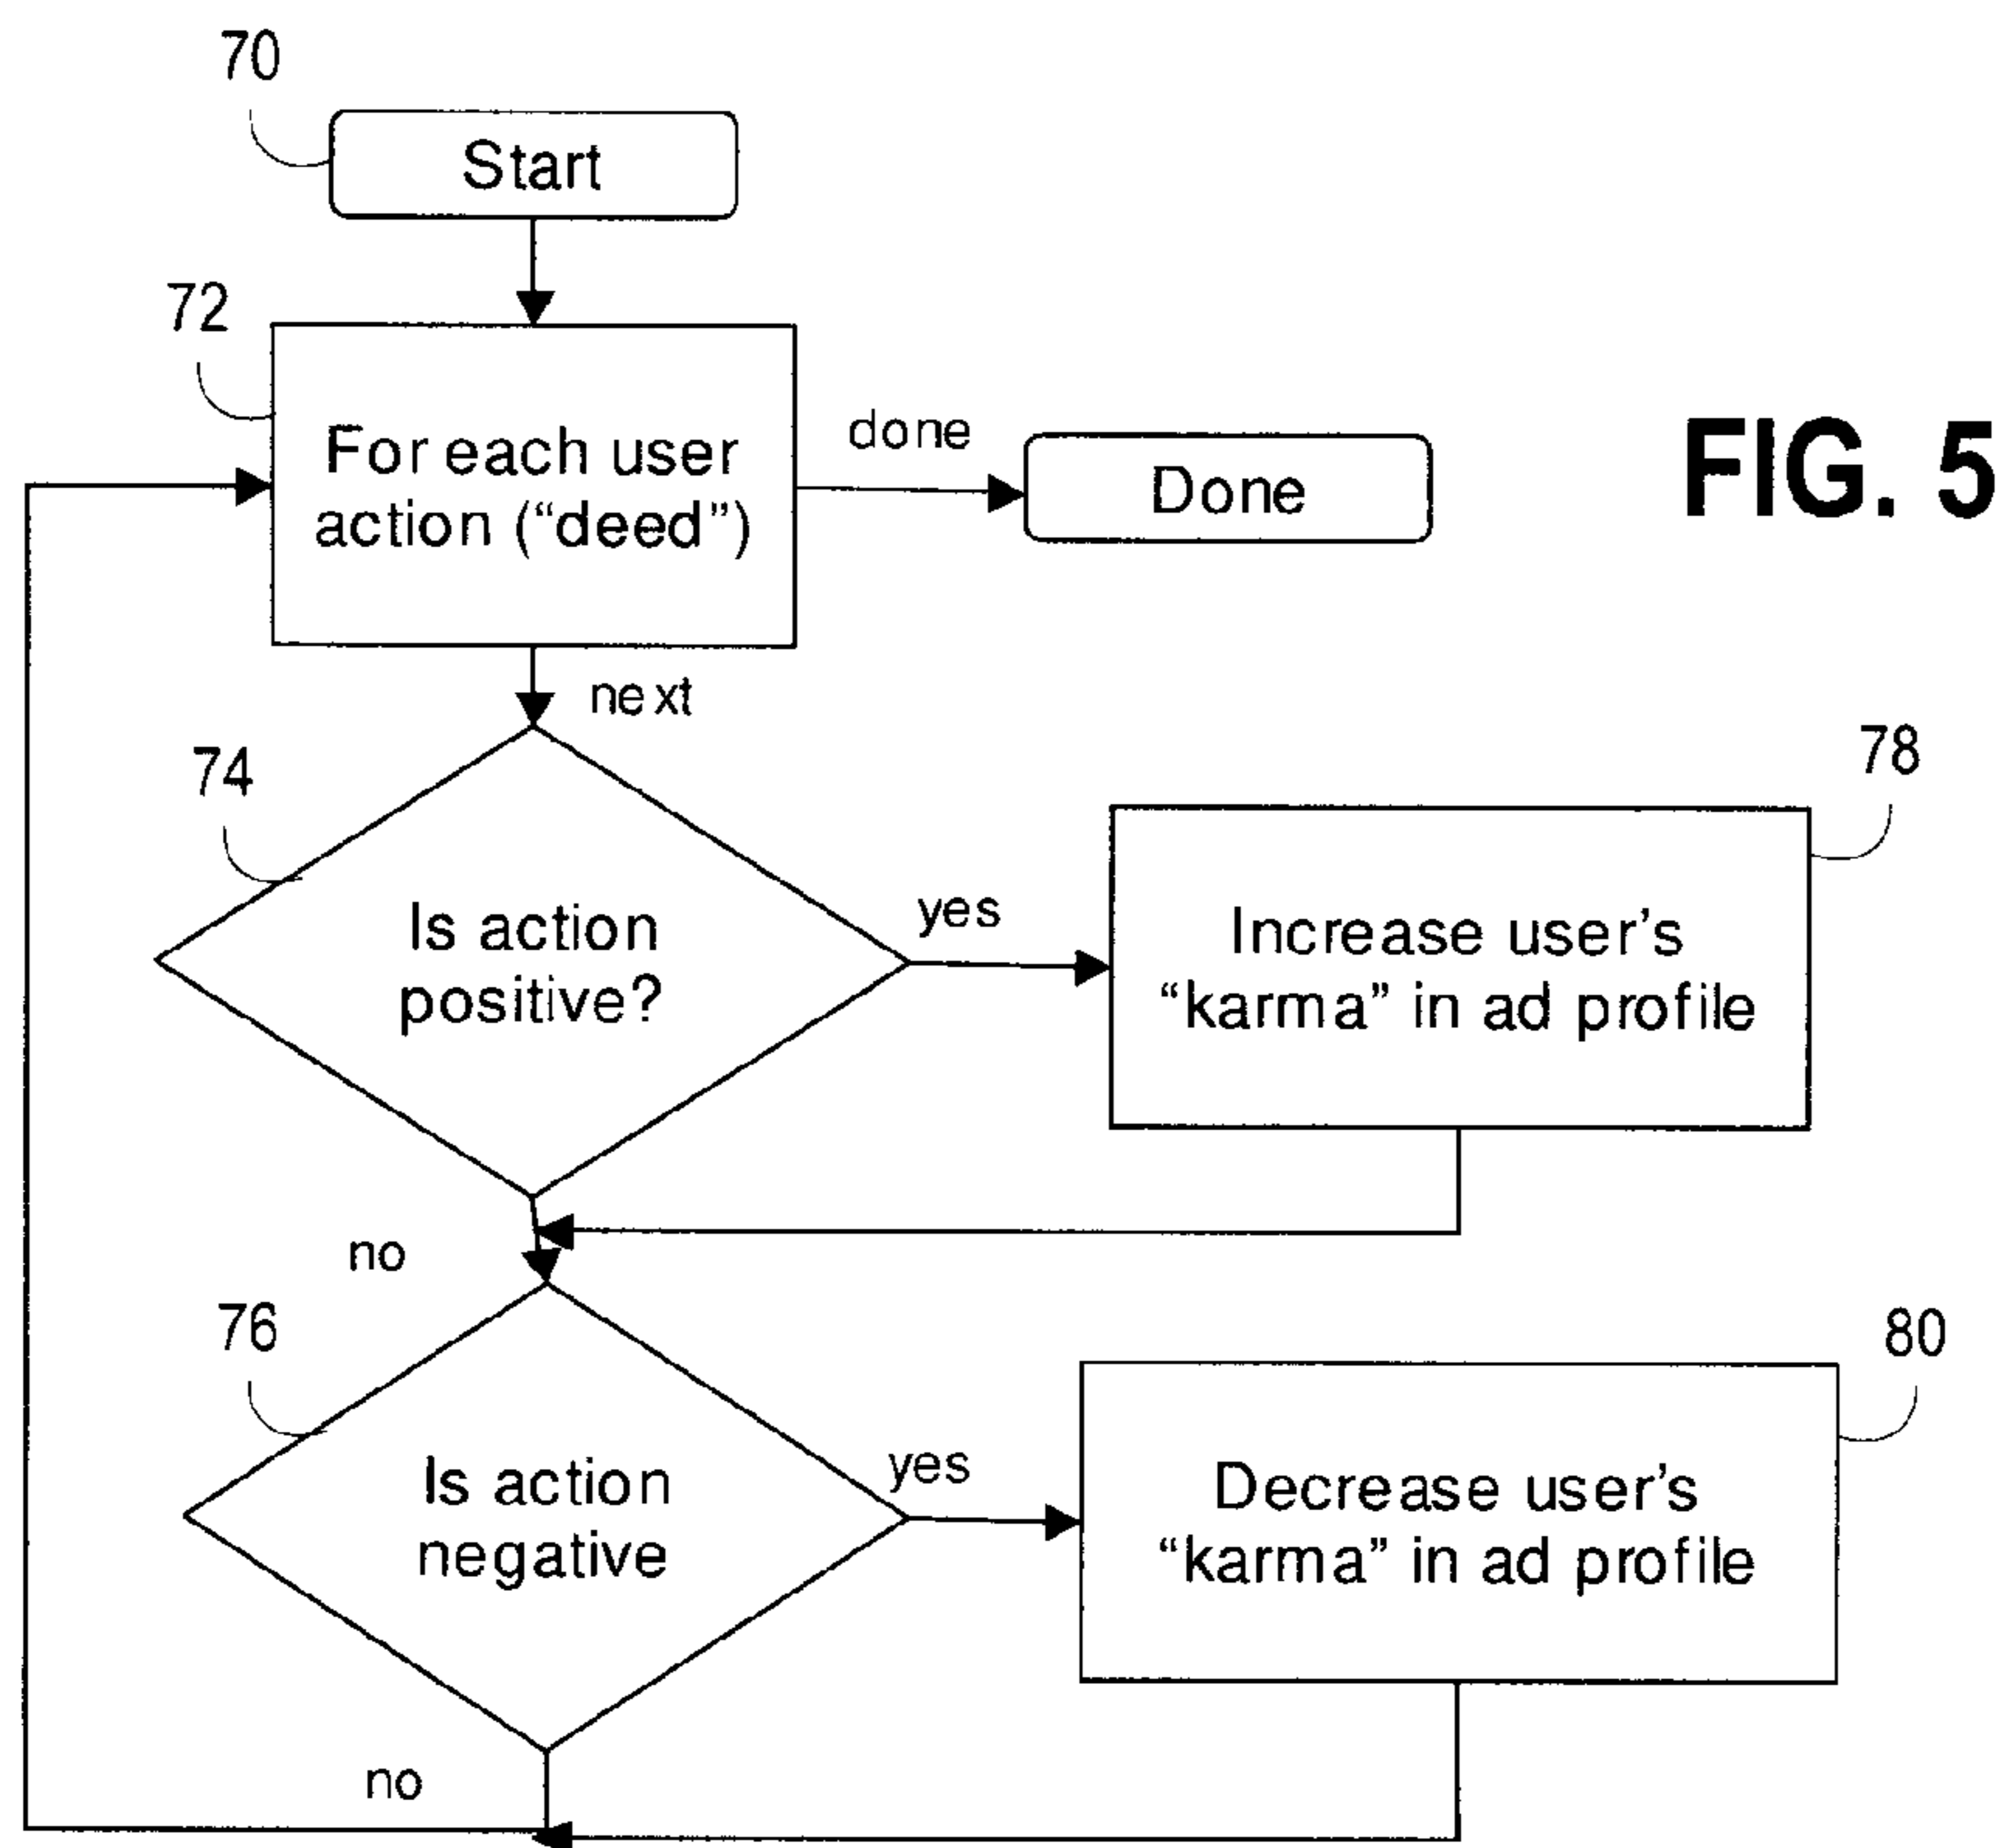 70
Start
72
For each user
action (“deed”)
done
Done
FIG. 5
next
74
Is action
positive?
yes
78
Increase user’s
“karma” in ad profile
no
76
Is action
negative
yes
80
Decrease user’s
“karma” in ad profile
no